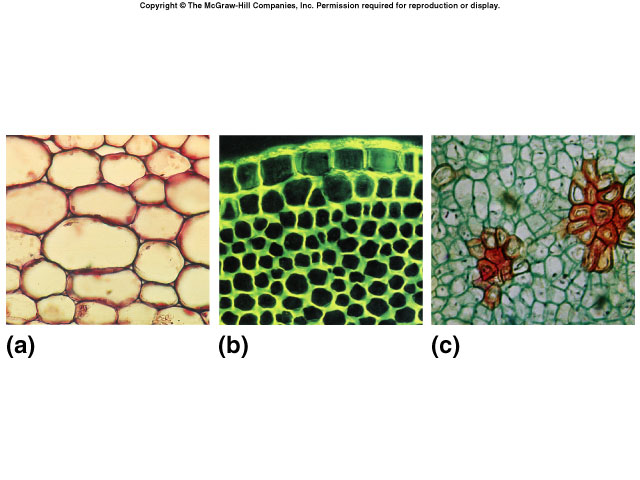 Copyright © The McGraw-Hill Companies, Inc. Permission required for reproduction or display.
(a)
(b)
(c)